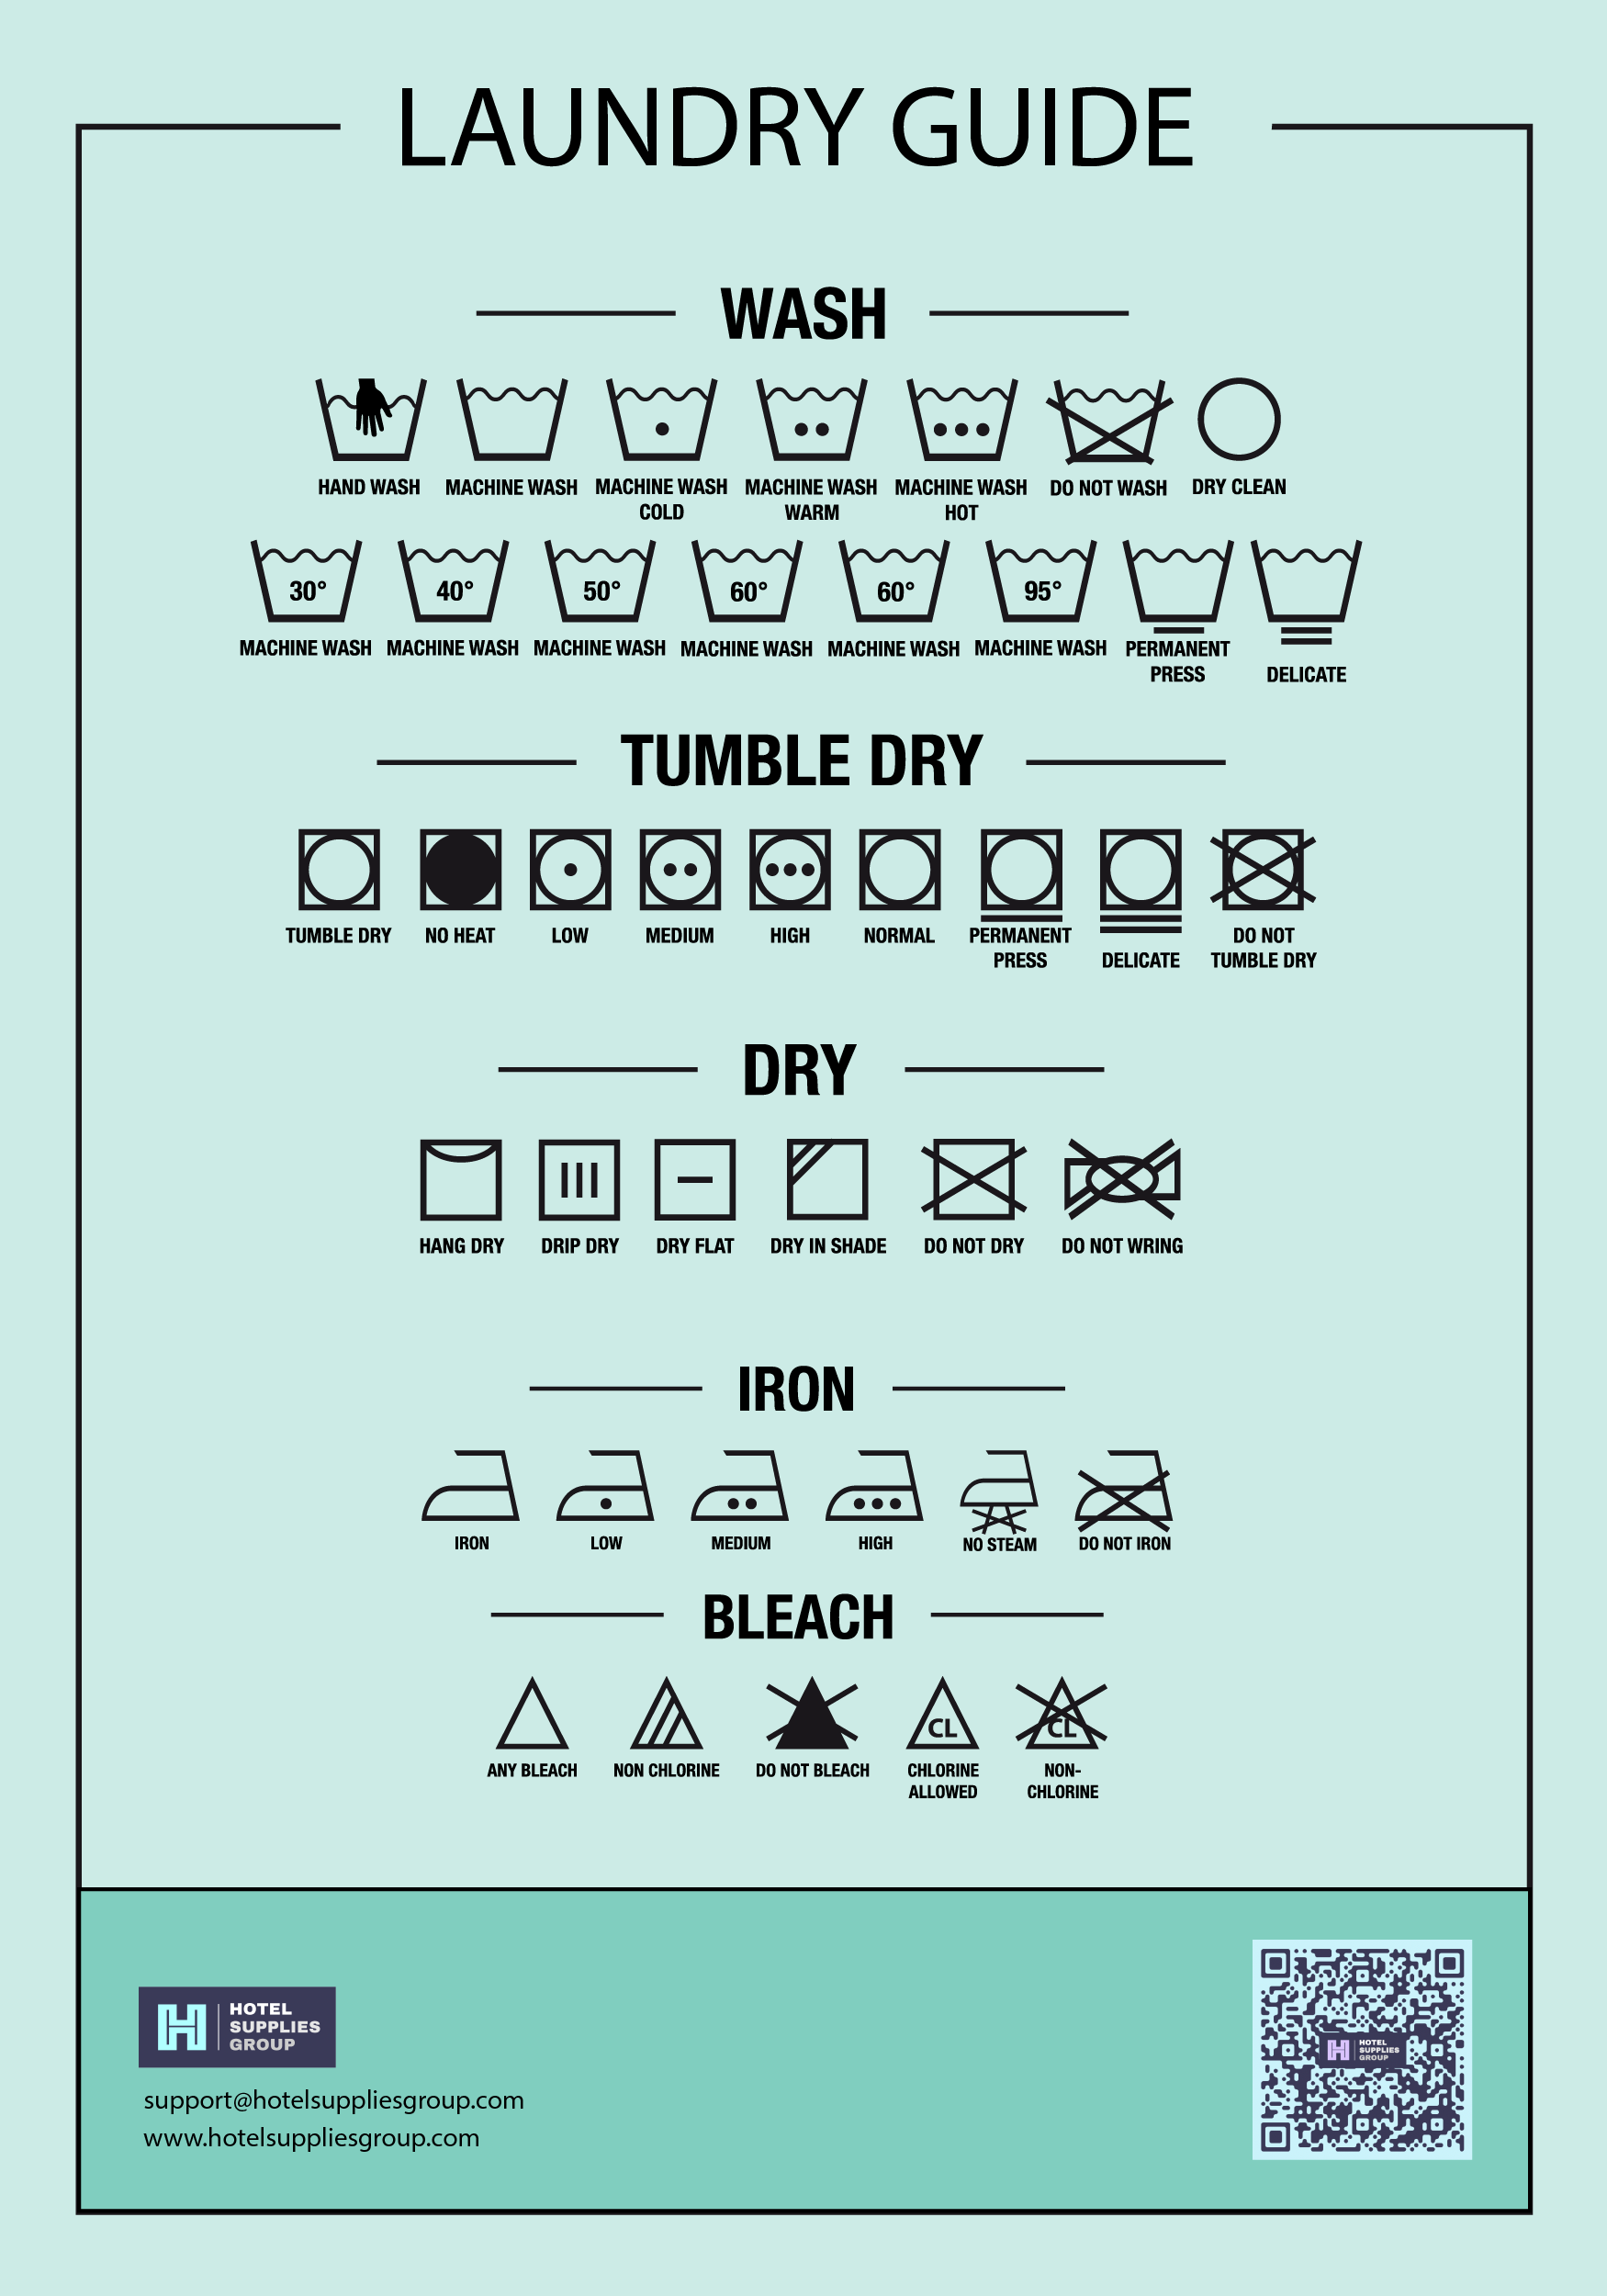 LAUNDRY GUIDE
WASH
HAND WASH
MACHINE WASH
MACHINE WASH
COLD
MACHINE WASH
WARM
MACHINE WASH
HOT
DO NOT WASH
DRY CLEAN
30°
MACHINE WASH
40°
MACHINE WASH
50°
MACHINE WASH
60°
MACHINE WASH
60°
MACHINE WASH
95°
MACHINE WASH
PERMANENT
PRESS
DELICATE
TUMBLE DRY
TUMBLE DRY
NO HEAT
LOW
MEDIUM
HIGH
NORMAL
PERMANENT
PRESS
DELICATE
DO NOT
TUMBLE DRY
DRY
HANG DRY
DRIP DRY
DRY FLAT
DRY IN SHADE
DO NOT DRY
DO NOT WRING
IRON
IRON
LOW
MEDIUM
HIGH
NO STEAM
DO NOT IRON
BLEACH
ANY BLEACH
NON CHLORINE
DO NOT BLEACH
CL
CHLORINE
ALLOWED
CL
NON-
CHLORINE
H
HOTEL
SUPPLIES
GROUP
support@hotelsuppliesgroup.com
www.hotelsuppliesgroup.com
H
HOTEL
SUPPLIES
GROUP